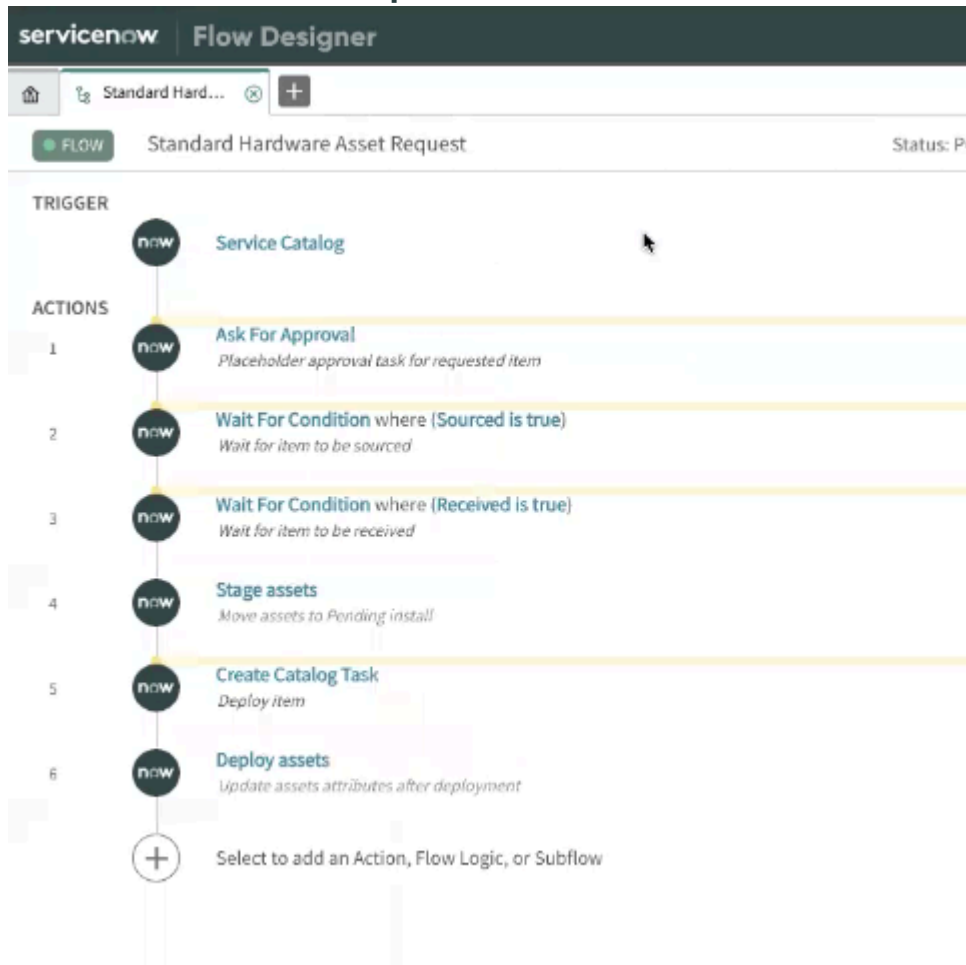 servicenow Flow Designer
Standard Hard...
FLOW Standard Hardware Asset Request Status: P
TRIGGER
now Service Catalog
ACTIONS
1 now Ask For Approval
Placeholder approval task for requested item
2 now Wait For Condition where (Sourced is true)
Wait for item to be sourced
3 now Wait For Condition where (Received is true)
Wait for item to be received
4 now Stage assets
Move assets to Pending install
5 now Create Catalog Task
Deploy item
6 now Deploy assets
Update assets attributes after deployment
Select to add an Action, Flow Logic, or Subflow